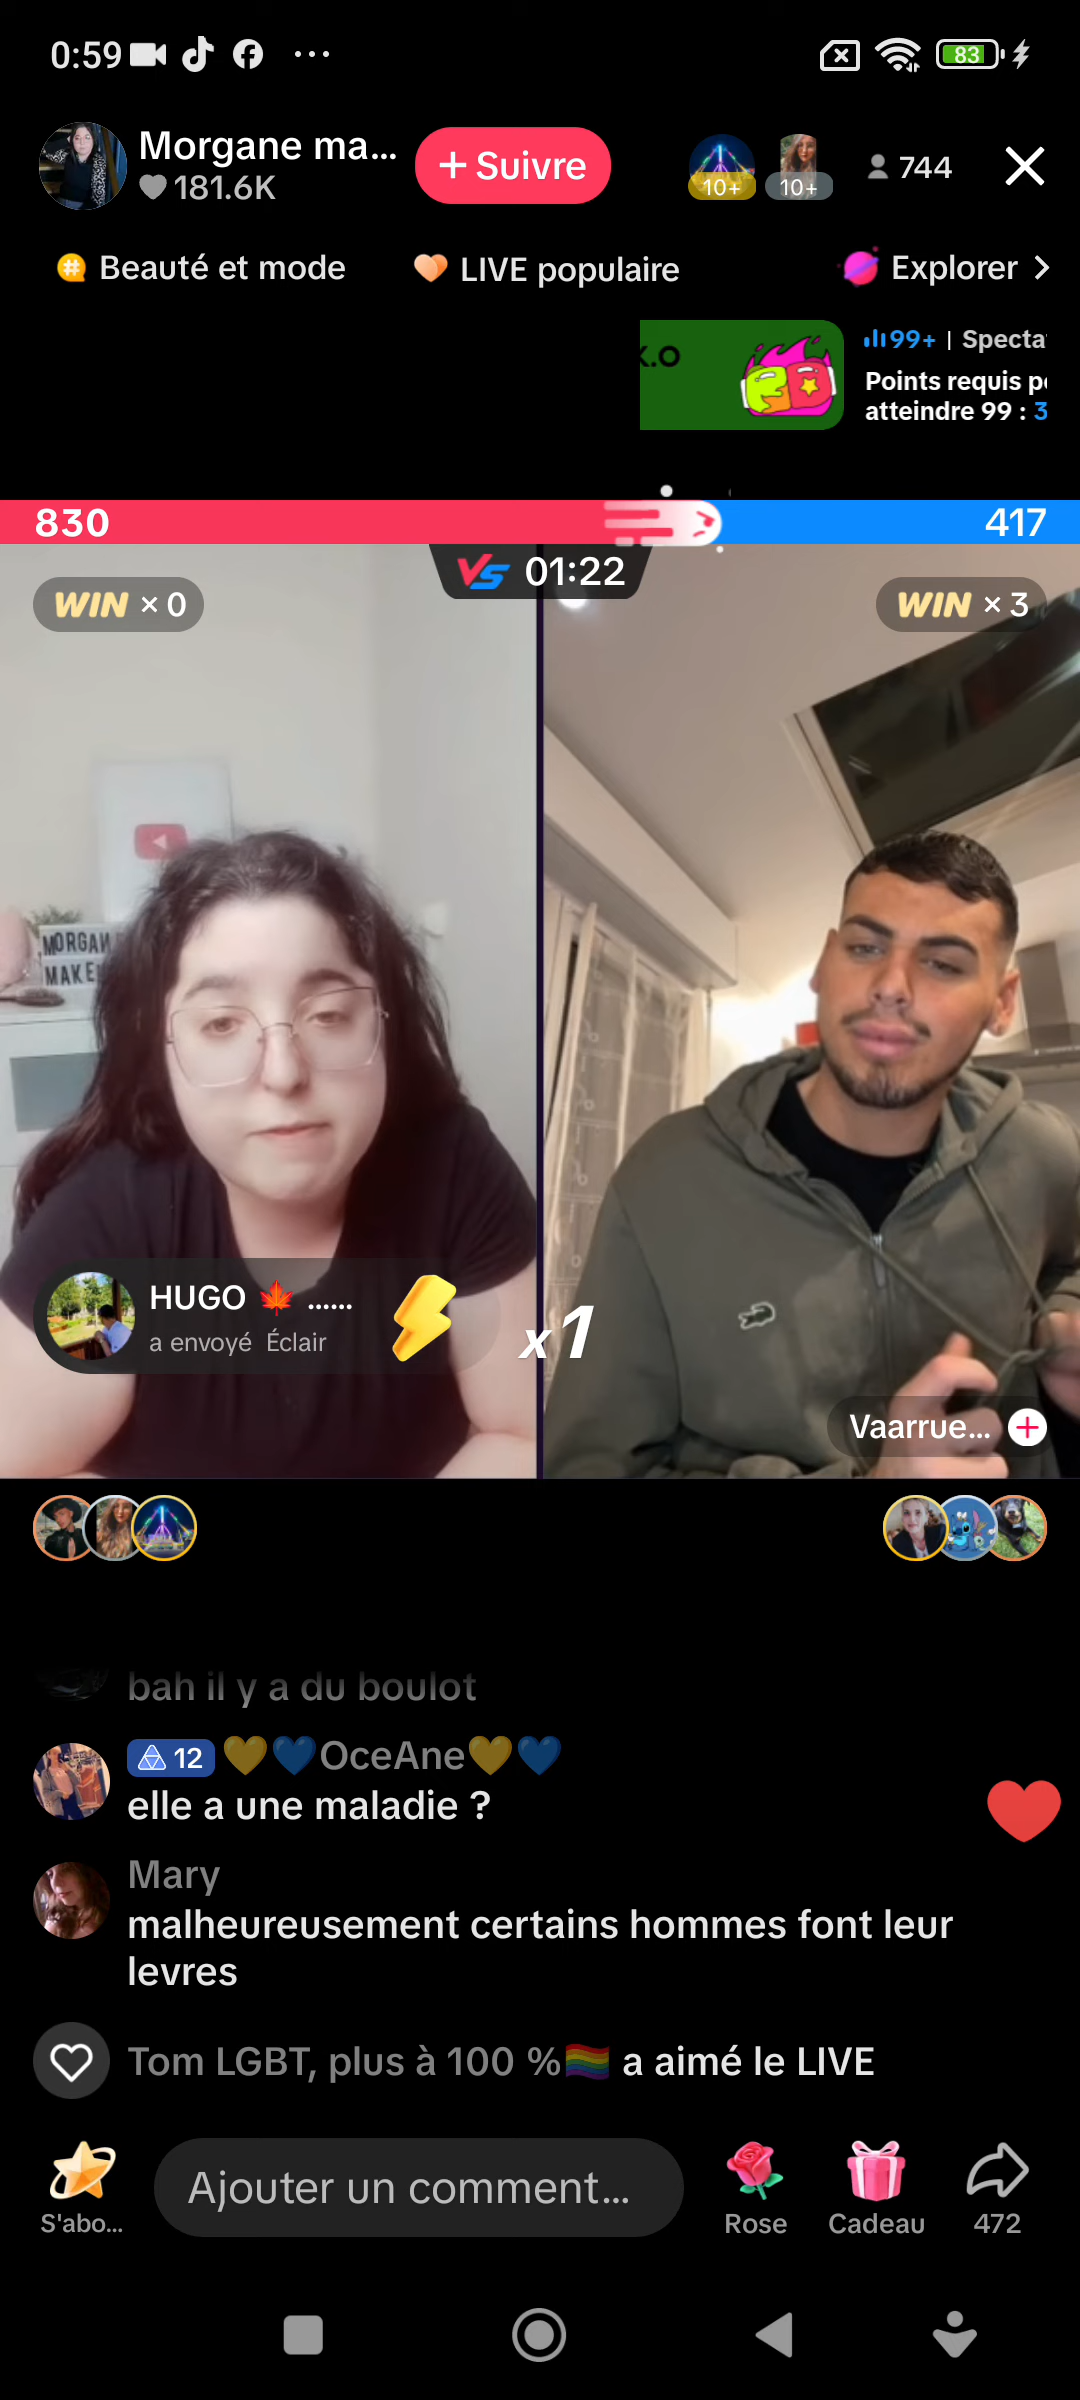 0:59
83
Morgane ma...
181.6K
+ Suivre
10+
10+
744
Beauté et mode
LIVE populaire
Explorer
K.O
99+ | Specta
Points requis p
atteindre 99 : 3
830
417
VS 01:22
WIN × 0
WIN × 3
MORGAN
MAKE
HUGO 🍁 ......
a envoyé Éclair
x1
Vaarrue... +
bah il y a du boulot
12 💛💙OceAne💛💙
elle a une maladie ?
Mary
malheureusement certains hommes font leur
levres
Tom LGBT, plus à 100 %🏳️‍🌈 a aimé le LIVE
S'abo...
Ajouter un comment...
Rose
Cadeau
472